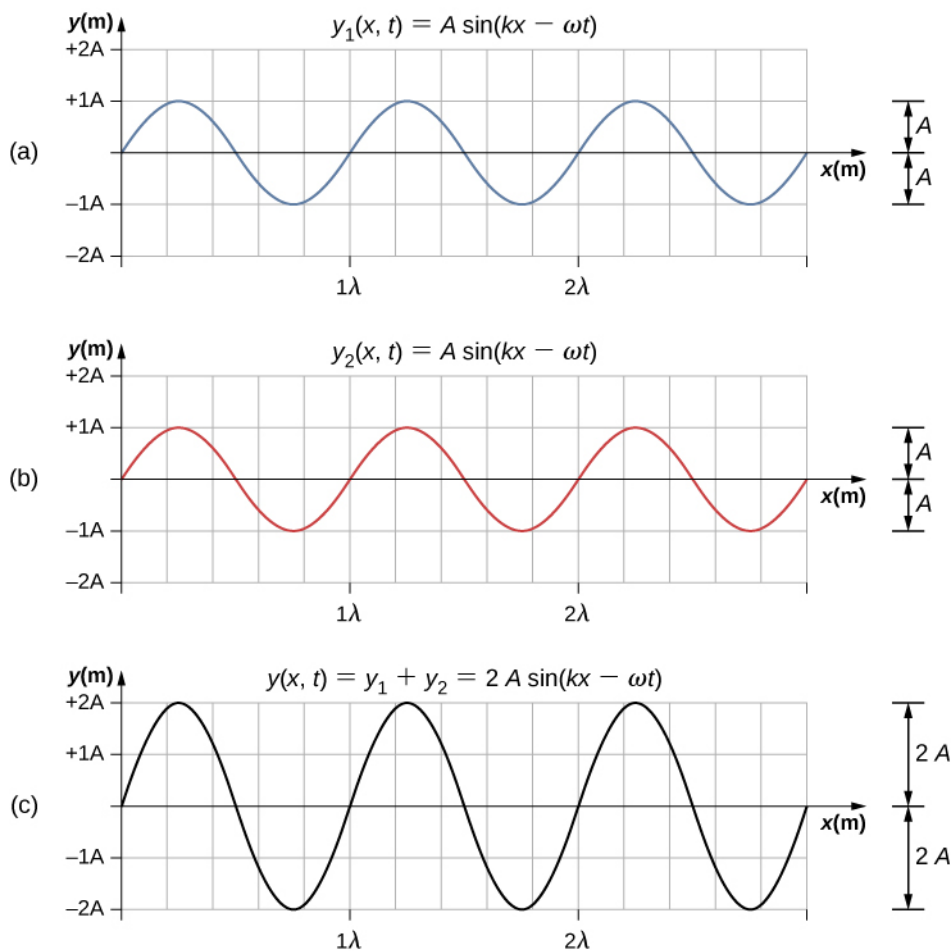 y(m)
y₁(x, t) = A sin(kx − ωt)
+2A
+1A
A
(a)
x(m)
A
–1A
–2A
1λ
2λ
y(m)
y₂(x, t) = A sin(kx − ωt)
+2A
+1A
A
(b)
x(m)
A
–1A
–2A
1λ
2λ
y(m)
y(x, t) = y₁ + y₂ = 2 A sin(kx − ωt)
+2A
+1A
2 A
(c)
x(m)
–1A
2 A
–2A
1λ
2λ